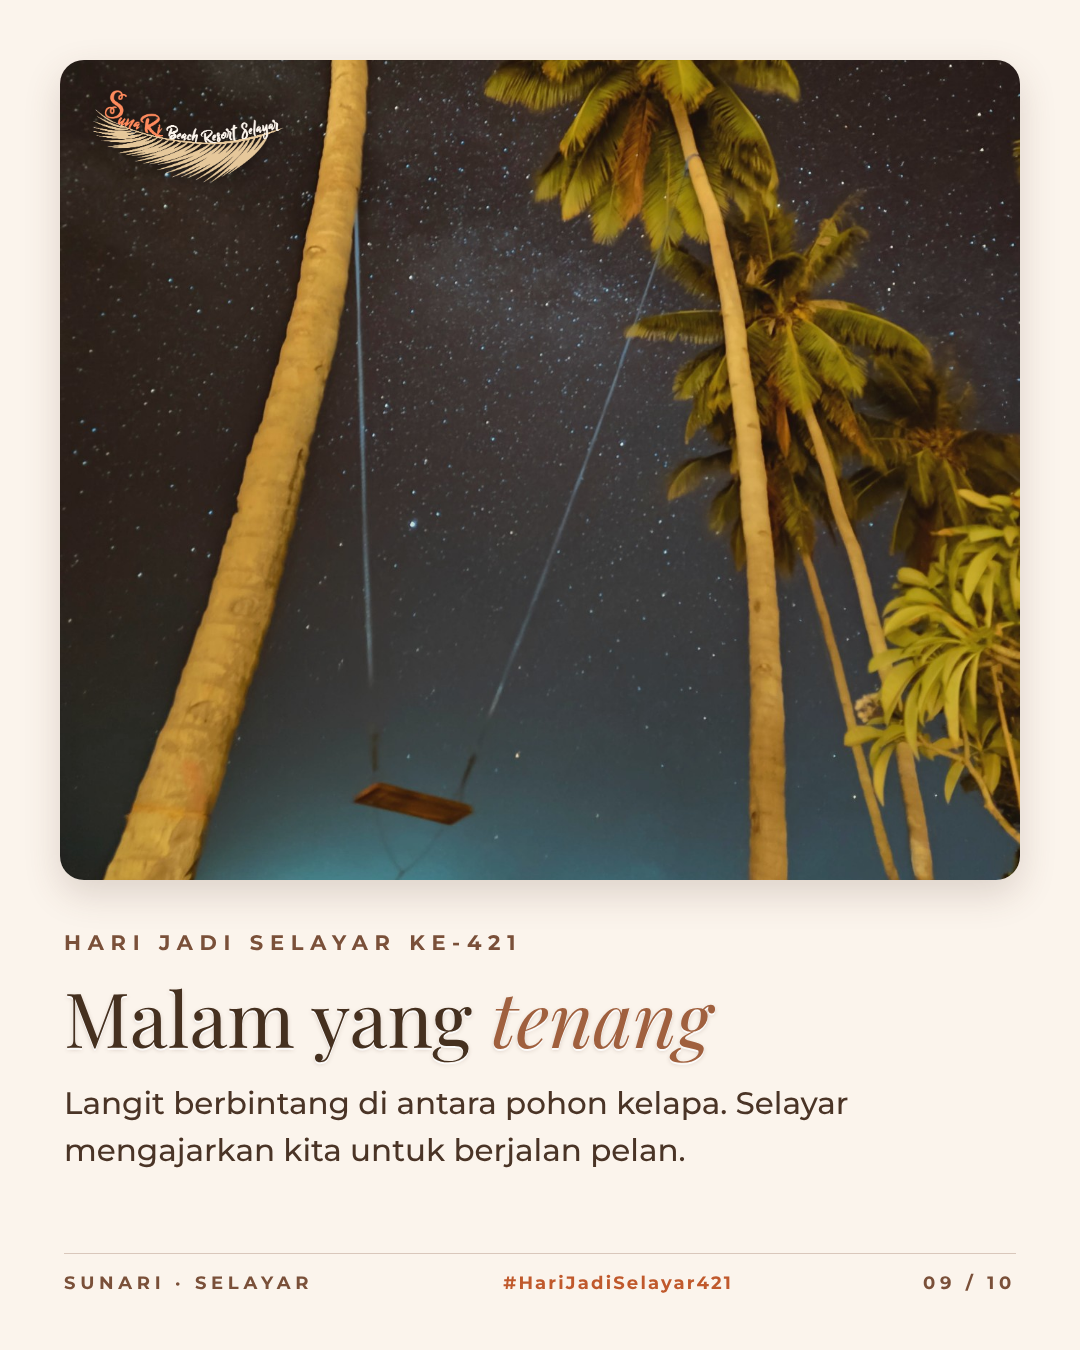 SunaRi Beach Resort Selayar
HARI JADI SELAYAR KE-421
Malam yang tenang
Langit berbintang di antara pohon kelapa. Selayar
mengajarkan kita untuk berjalan pelan.
SUNARI · SELAYAR
#HariJadiSelayar421
09 / 10